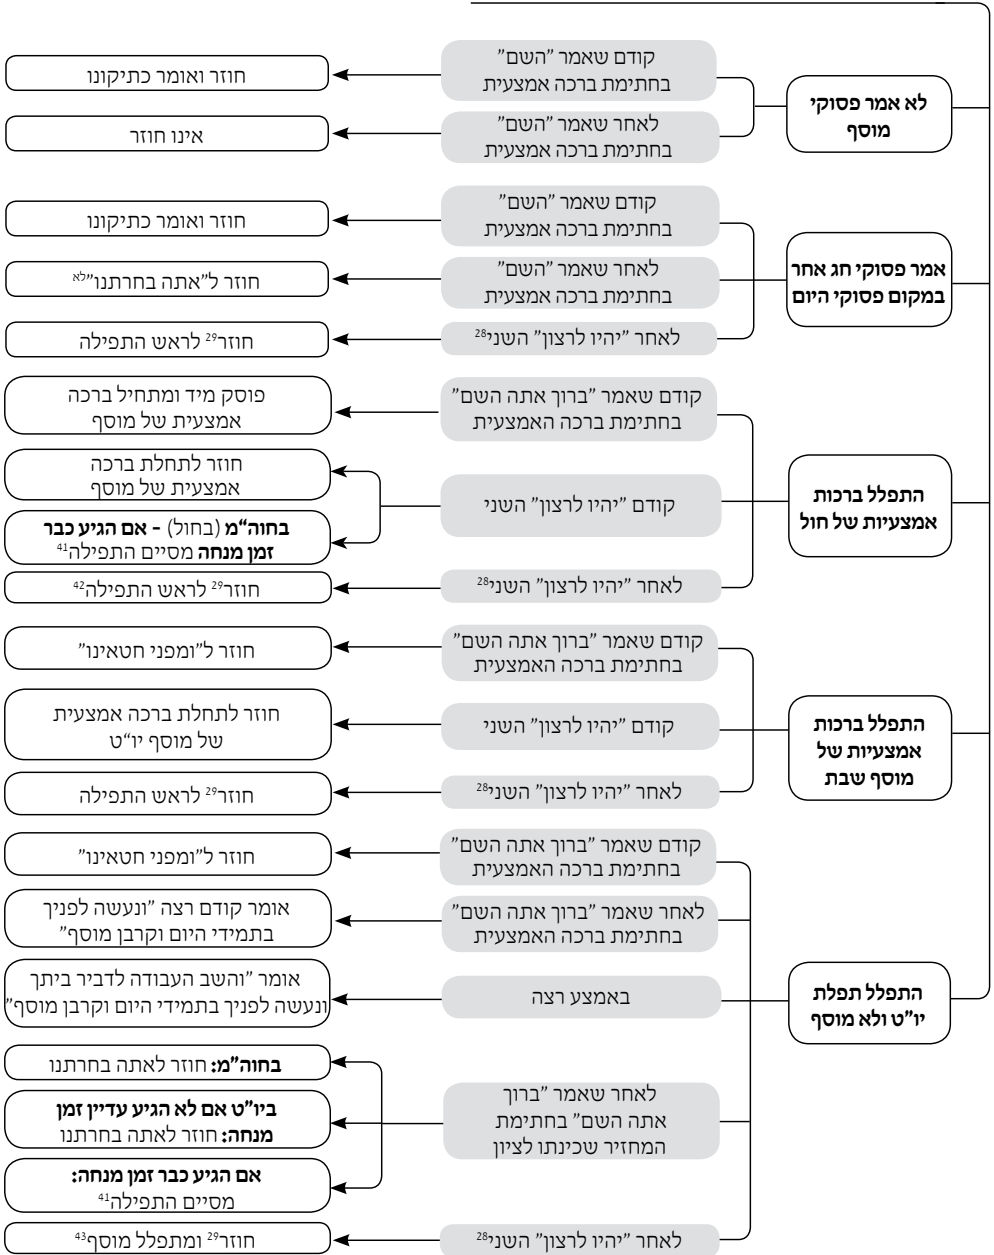 לא אמר פסוקי
מוסף
קודם שאמר "השם"
בחתימת ברכה אמצעית
חוזר ואומר כתיקונו
לאחר שאמר "השם"
בחתימת ברכה אמצעית
אינו חוזר
אמר פסוקי חג אחר
במקום פסוקי היום
קודם שאמר "השם"
בחתימת ברכה אמצעית
חוזר ואומר כתיקונו
לאחר שאמר "השם"
בחתימת ברכה אמצעית
חוזר ל"אתה בחרתנו"לא
לאחר "יהיו לרצון" השני28
חוזר29 לראש התפילה
התפלל ברכות
אמצעיות של חול
קודם שאמר "ברוך אתה השם"
בחתימת ברכה האמצעית
פוסק מיד ומתחיל ברכה
אמצעית של מוסף
קודם "יהיו לרצון" השני
חוזר לתחלת ברכה
אמצעית של מוסף
בחוה"מ (בחול) - אם הגיע כבר
זמן מנחה מסיים התפילה41
לאחר "יהיו לרצון" השני28
חוזר29 לראש התפילה42
התפלל ברכות
אמצעיות של
מוסף שבת
קודם שאמר "ברוך אתה השם"
בחתימת ברכה האמצעית
חוזר ל"ומפני חטאינו"
קודם "יהיו לרצון" השני
חוזר לתחלת ברכה אמצעית
של מוסף יו"ט
לאחר "יהיו לרצון" השני28
חוזר29 לראש התפילה
התפלל תפלת
יו"ט ולא מוסף
קודם שאמר "ברוך אתה השם"
בחתימת ברכה האמצעית
חוזר ל"ומפני חטאינו"
לאחר שאמר "ברוך אתה השם"
בחתימת ברכה האמצעית
אומר קודם רצה "ונעשה לפניך
בתמידי היום וקרבן מוסף"
באמצע רצה
אומר "והשב העבודה לדביר ביתך
ונעשה לפניך בתמידי היום וקרבן מוסף"
לאחר שאמר "ברוך
אתה השם" בחתימת
המחזיר שכינתו לציון
בחוה"מ: חוזר לאתה בחרתנו
ביו"ט אם לא הגיע עדיין זמן
מנחה: חוזר לאתה בחרתנו
אם הגיע כבר זמן מנחה:
מסיים התפילה41
לאחר "יהיו לרצון" השני28
חוזר29 ומתפלל מוסף43